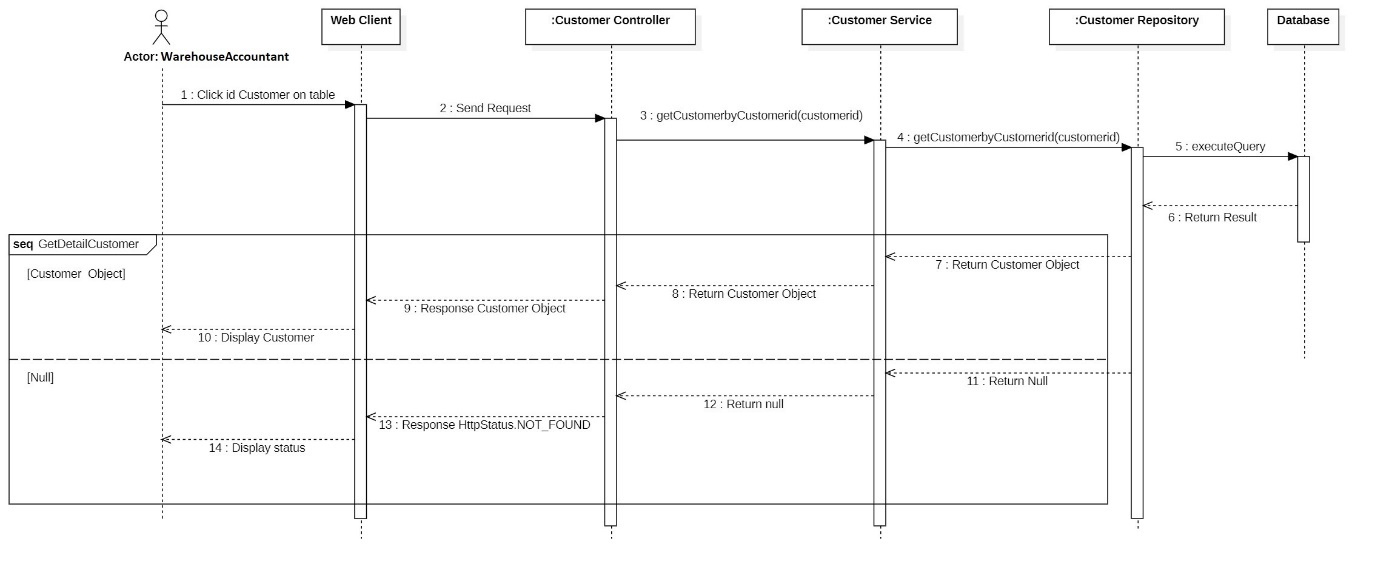 Web Client
:Customer Controller
:Customer Service
:Customer Repository
Database
Actor: WarehouseAccountant
1 : Click id Customer on table
2 : Send Request
3 : getCustomerbyCustomerid(customerid)
4 : getCustomerbyCustomerid(customerid)
5 : executeQuery
6 : Return Result
seq GetDetailCustomer
[Customer Object]
7 : Return Customer Object
8 : Return Customer Object
9 : Response Customer Object
10 : Display Customer
[Null]
11 : Return Null
12 : Return null
13 : Response HttpStatus.NOT_FOUND
14 : Display status